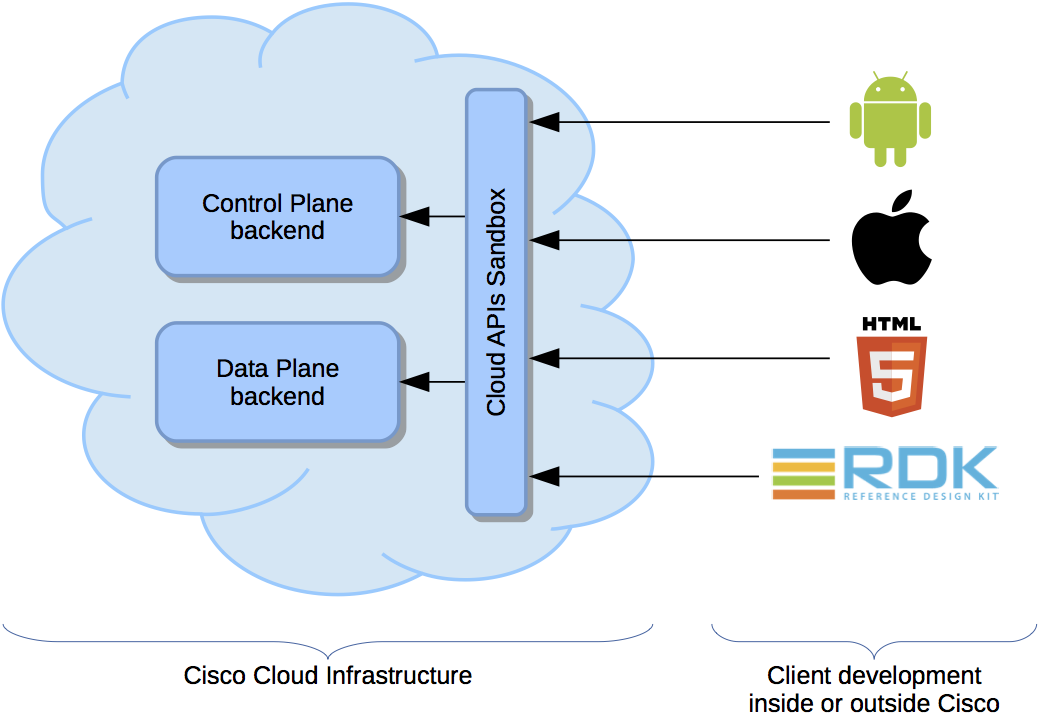 Control Plane
backend
Data Plane
backend
Cloud APIs Sandbox
HTML
5
RDK
REFERENCE DESIGN KIT
Cisco Cloud Infrastructure
Client development
inside or outside Cisco